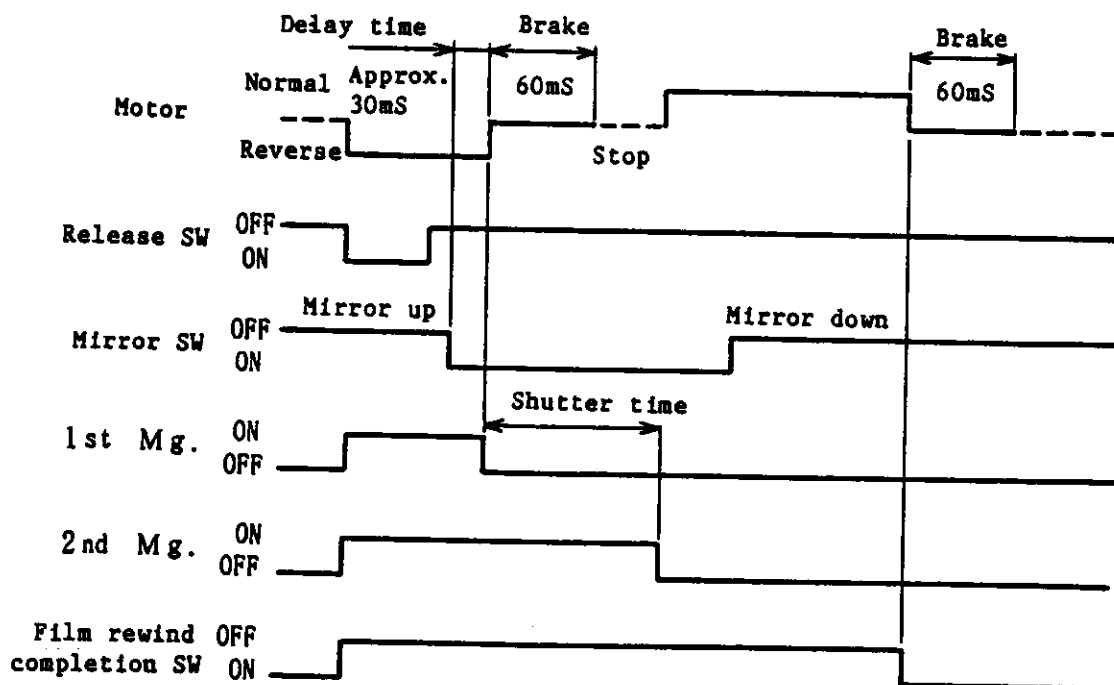 Delay time
Brake
Brake
Normal
Approx.
30mS
60mS
60mS
Motor
Reverse
Stop
Release SW
OFF
ON
Mirror up
Mirror down
Mirror SW
OFF
ON
Shutter time
1st Mg.
ON
OFF
2nd Mg.
ON
OFF
Film rewind
completion SW
OFF
ON